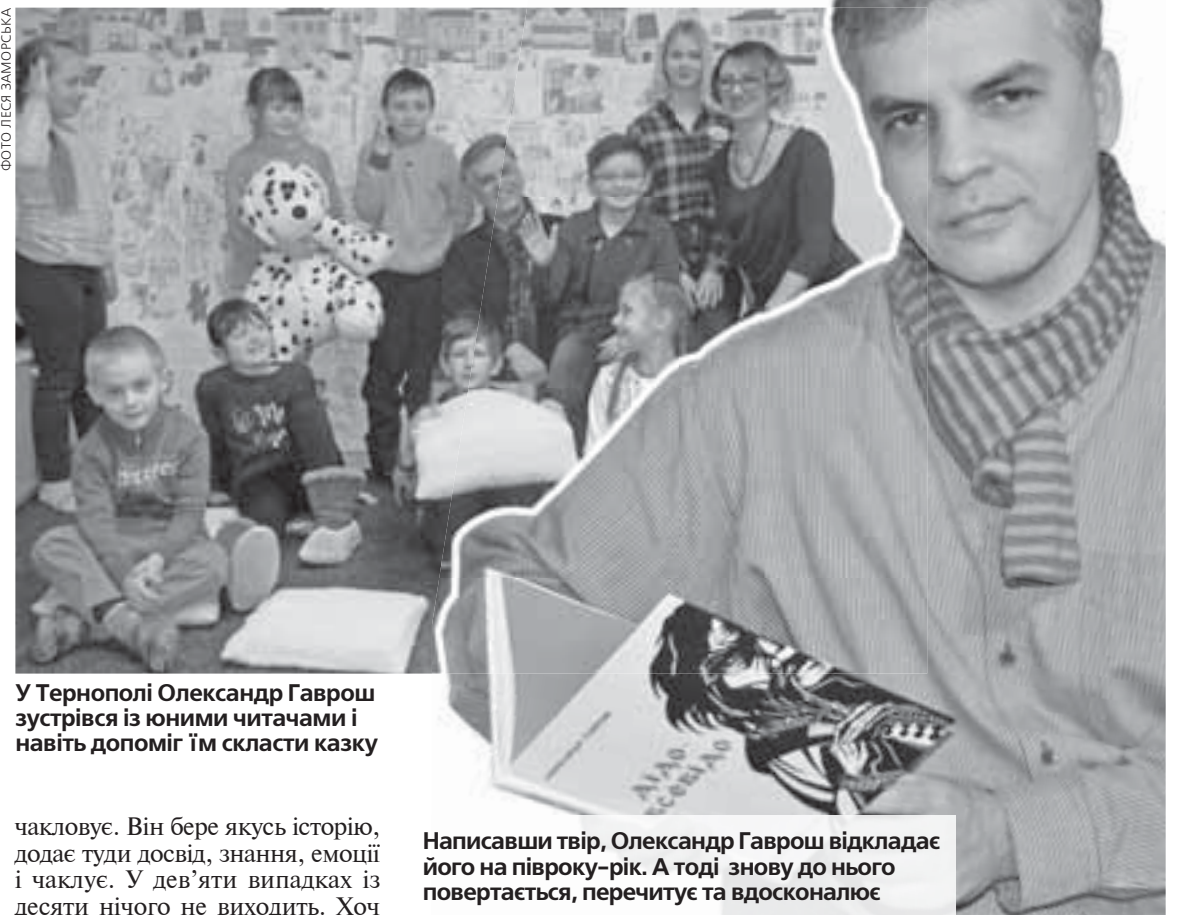 ФОТО ЛЕСЯ ЗАМОРСЬКА
У Тернополі Олександр Гаврош
зустрівся із юними читачами і
навіть допоміг їм скласти казку
чакловує. Він бере якусь історію,
додає туди досвід, знання, емоції
і чаклує. У дев’яти випадках із
десяти нічого не виходить. Хоч
ДІДО
ВСЕВІДО
Написавши твір, Олександр Гаврош відкладає
його на півроку–рік. А тоді знову до нього
повертається, перечитує та вдосконалює